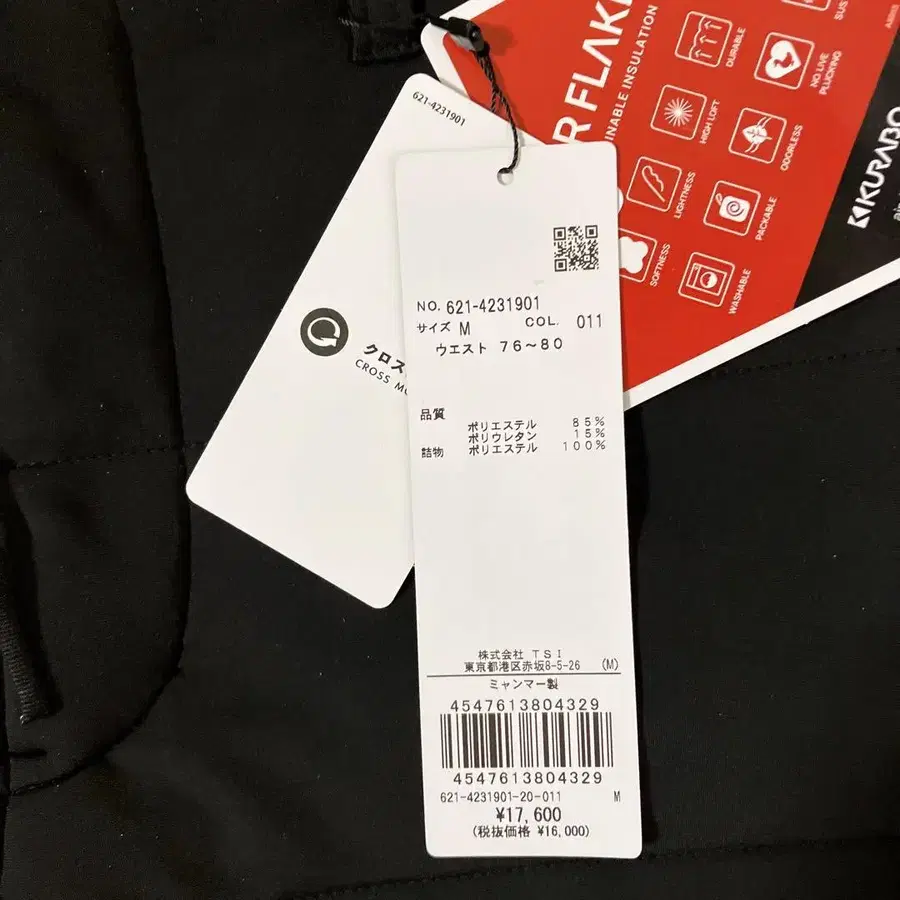 621-4231901
クロス
CROSS
R FLAKE
INABLE INSULATION
DURABLE
NO LIVE
PLUCKING
HIGH LOFT
ODORLESS
LIGHTNESS
PACKABLE
SOFTNESS
WASHABLE
KURABO
NO. 621-4231901
サイズ M COL. 011
ウエスト 76～80
品質
ポリエステル 85%
ポリウレタン 15%
詰物 ポリエステル 100%
株式会社 TSI
東京都港区赤坂8-5-26 (M)
ミャンマー製
4547613804329
4547613804329
621-4231901-20-011 M
¥17,600
(税抜価格 ¥16,000)